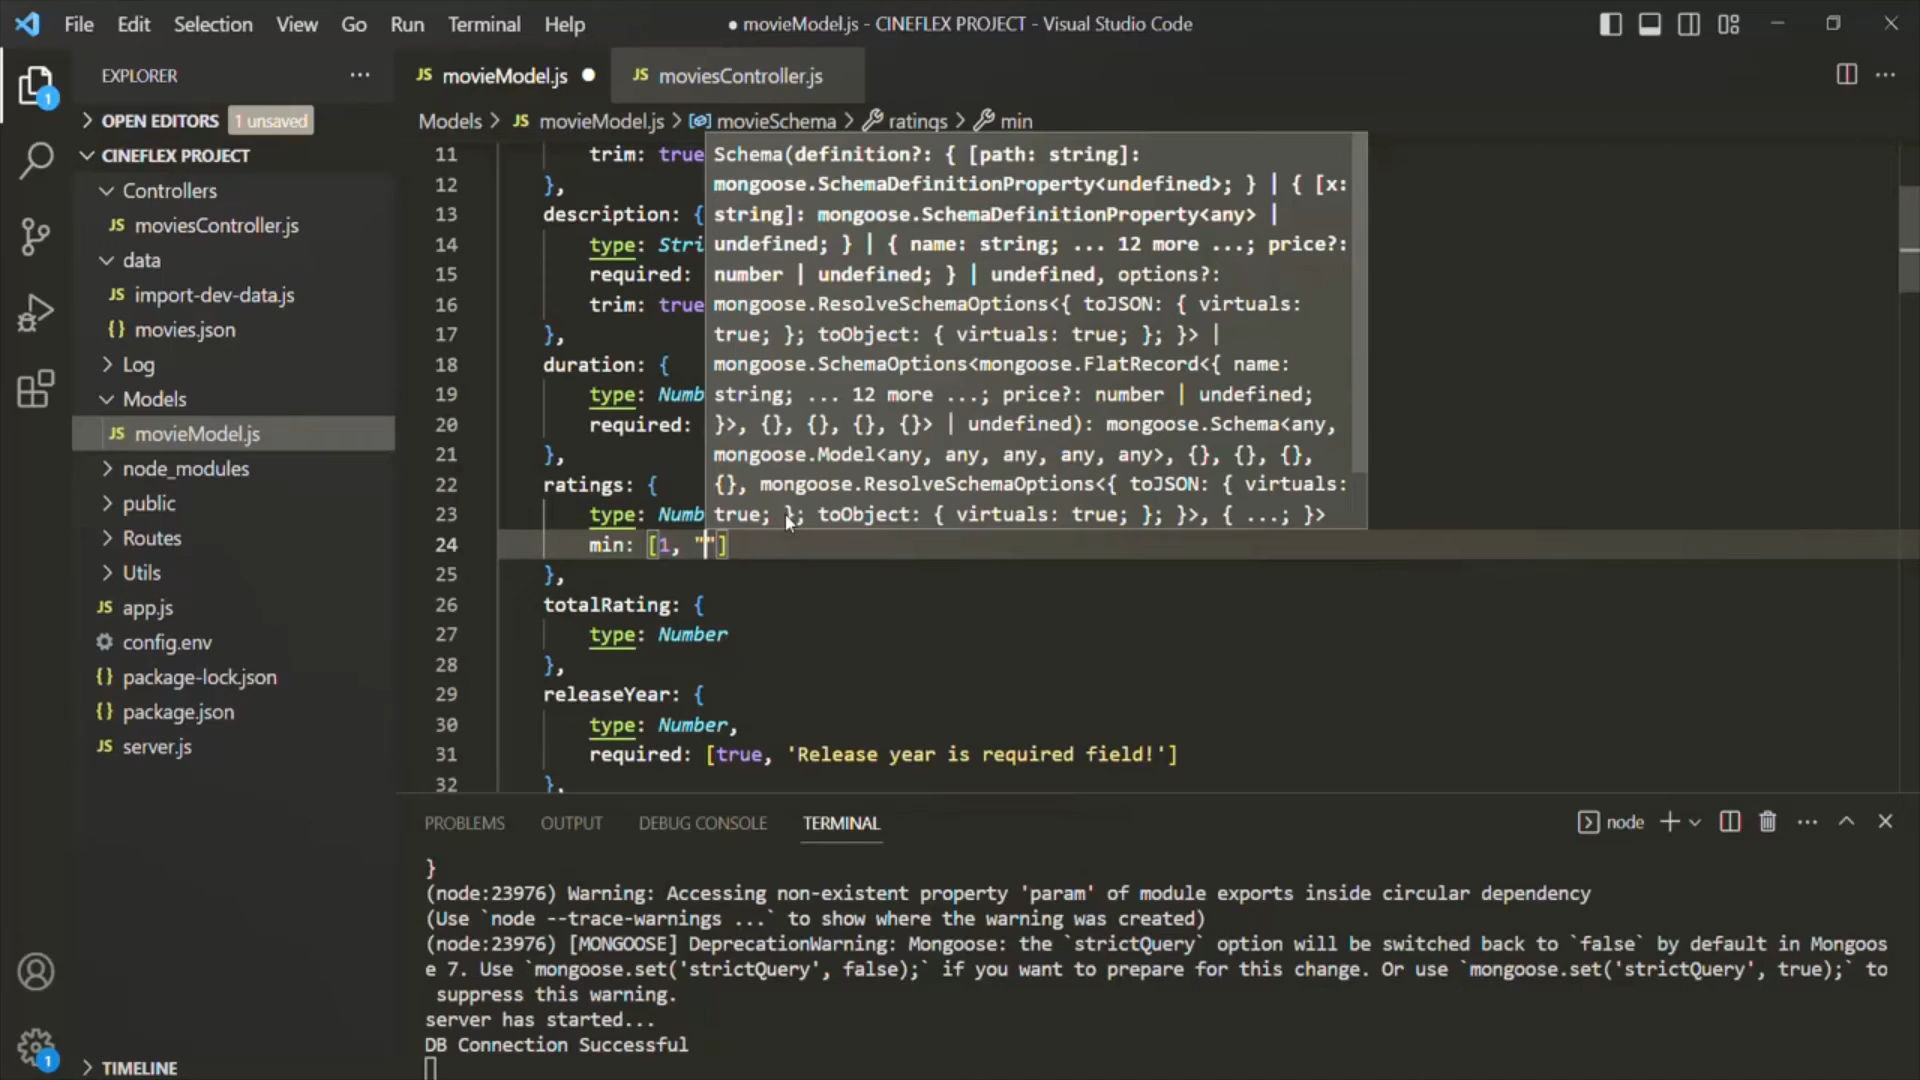 File Edit Selection View Go Run Terminal Help ● movieModel.js - CINEFLEX PROJECT - Visual Studio Code
EXPLORER ...
OPEN EDITORS 1 unsaved
CINEFLEX PROJECT
Controllers
JS moviesController.js
data
JS import-dev-data.js
{} movies.json
Log
Models
JS movieModel.js
node_modules
public
Routes
Utils
JS app.js
config.env
{} package-lock.json
{} package.json
JS server.js
TIMELINE
1
1
JS movieModel.js ● JS moviesController.js
Models > JS movieModel.js > movieSchema > ratings > min
11 trim: true
12 },
13 description: {
14 type: Stri
15 required:
16 trim: true
17 },
18 duration: {
19 type: Numb
20 required:
21 },
22 ratings: {
23 type: Numb
24 min: [1, ""]
25 },
26 totalRating: {
27 type: Number
28 },
29 releaseYear: {
30 type: Number,
31 required: [true, 'Release year is required field!']
32 },
Schema(definition?: { [path: string]:
mongoose.SchemaDefinitionProperty<undefined>; } | { [x:
string]: mongoose.SchemaDefinitionProperty<any> |
undefined; } | { name: string; ... 12 more ...; price?:
number | undefined; } | undefined, options?:
mongoose.ResolveSchemaOptions<{ toJSON: { virtuals:
true; }; toObject: { virtuals: true; }; }> |
mongoose.SchemaOptions<mongoose.FlatRecord<{ name:
string; ... 12 more ...; price?: number | undefined;
}>, {}, {}, {}, {}> | undefined): mongoose.Schema<any,
mongoose.Model<any, any, any, any, any>, {}, {}, {},
{}, mongoose.ResolveSchemaOptions<{ toJSON: { virtuals:
true; }; toObject: { virtuals: true; }; }>, { ...; }>
PROBLEMS OUTPUT DEBUG CONSOLE TERMINAL node
}
(node:23976) Warning: Accessing non-existent property 'param' of module exports inside circular dependency
(Use `node --trace-warnings ...` to show where the warning was created)
(node:23976) [MONGOOSE] DeprecationWarning: Mongoose: the `strictQuery` option will be switched back to `false` by default in Mongoos
e 7. Use `mongoose.set('strictQuery', false);` if you want to prepare for this change. Or use `mongoose.set('strictQuery', true);` to
suppress this warning.
server has started...
DB Connection Successful